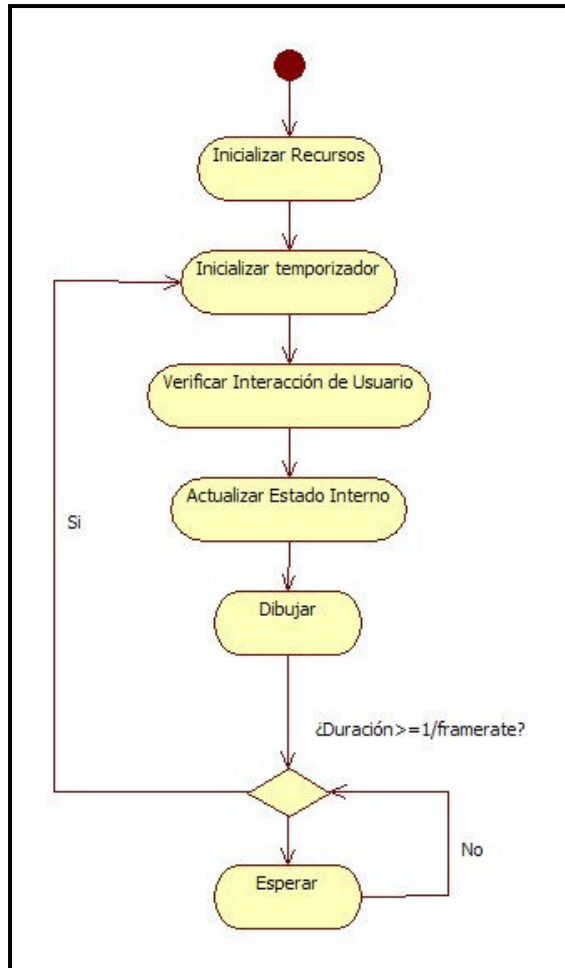 Inicializar Recursos
Inicializar temporizador
Verificar Interacción de Usuario
Actualizar Estado Interno
Si
Dibujar
¿Duración>=1/framerate?
No
Esperar